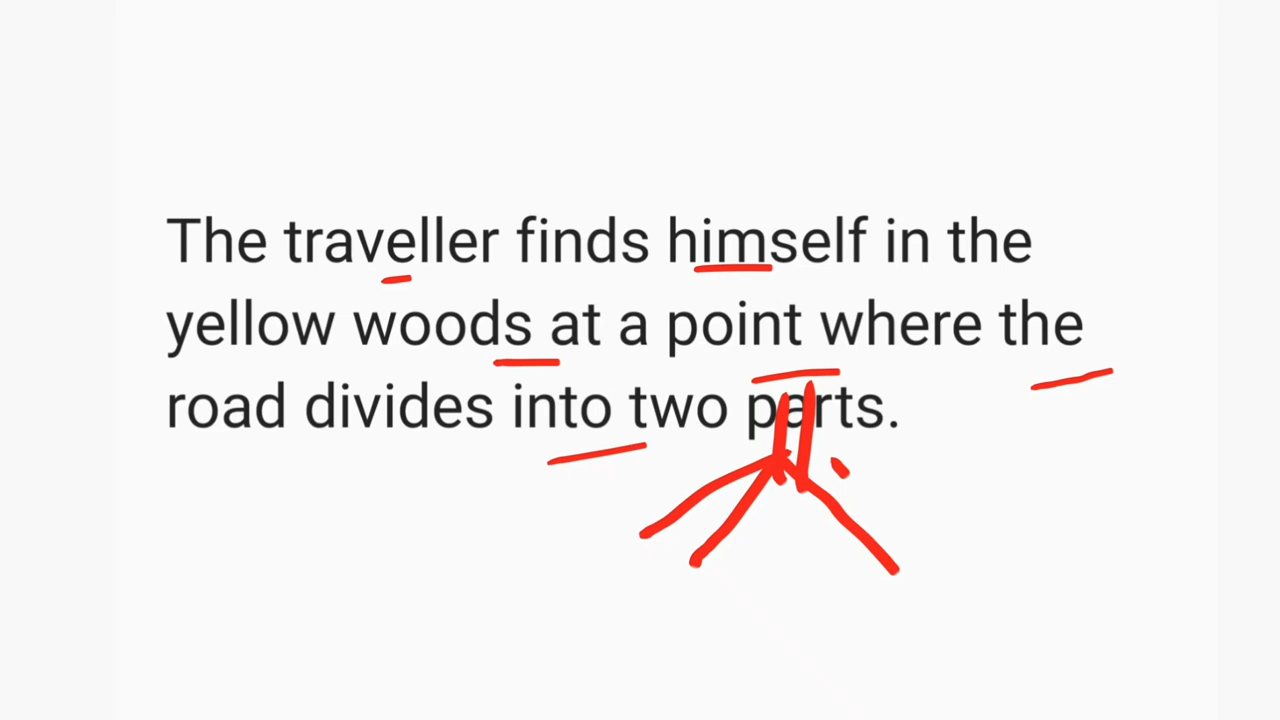 The traveller finds himself in the
yellow woods at a point where the
road divides into two parts.